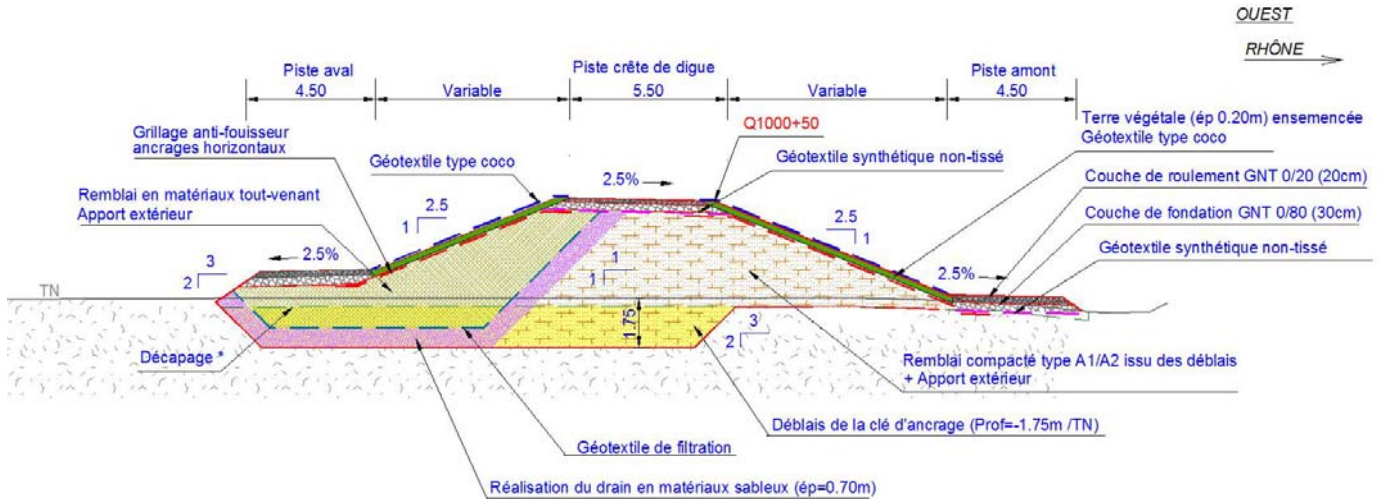 OUEST
RHÔNE
Piste aval
4.50
Variable
Piste crête de digue
5.50
Variable
Piste amont
4.50
Grillage anti-fouisseur
ancrages horizontaux
Géotextile type coco
Q1000+50
Géotextile synthétique non-tissé
Terre végétale (ép 0.20m) ensemencée
Géotextile type coco
Remblai en matériaux tout-venant
Apport extérieur
2.5%
Couche de roulement GNT 0/20 (20cm)
2.5
1
2.5
1
Couche de fondation GNT 0/80 (30cm)
Géotextile synthétique non-tissé
2.5%
3
2
1
1
2.5%
TN
1.75
3
2
Décapage *
Remblai compacté type A1/A2 issu des déblais
+ Apport extérieur
Déblais de la clé d'ancrage (Prof=-1.75m /TN)
Géotextile de filtration
Réalisation du drain en matériaux sableux (ép=0.70m)